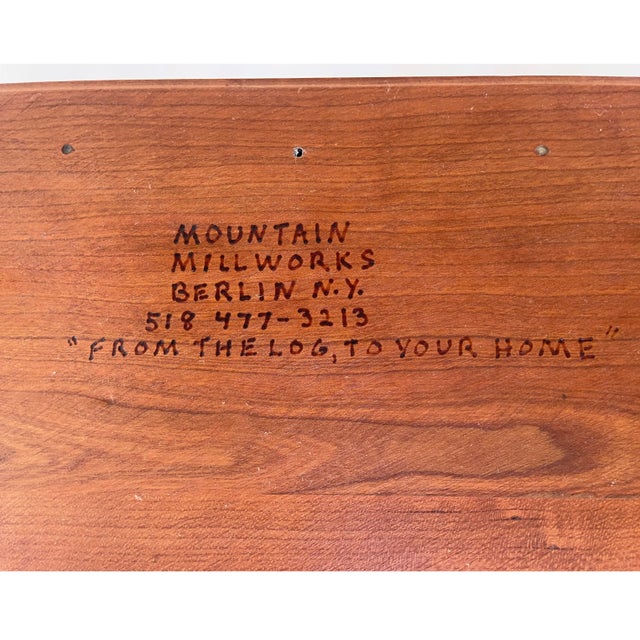 MOUNTAIN
MILLWORKS
BERLIN N.Y.
518 477-3213
"FROM THE LOG, TO YOUR HOME"